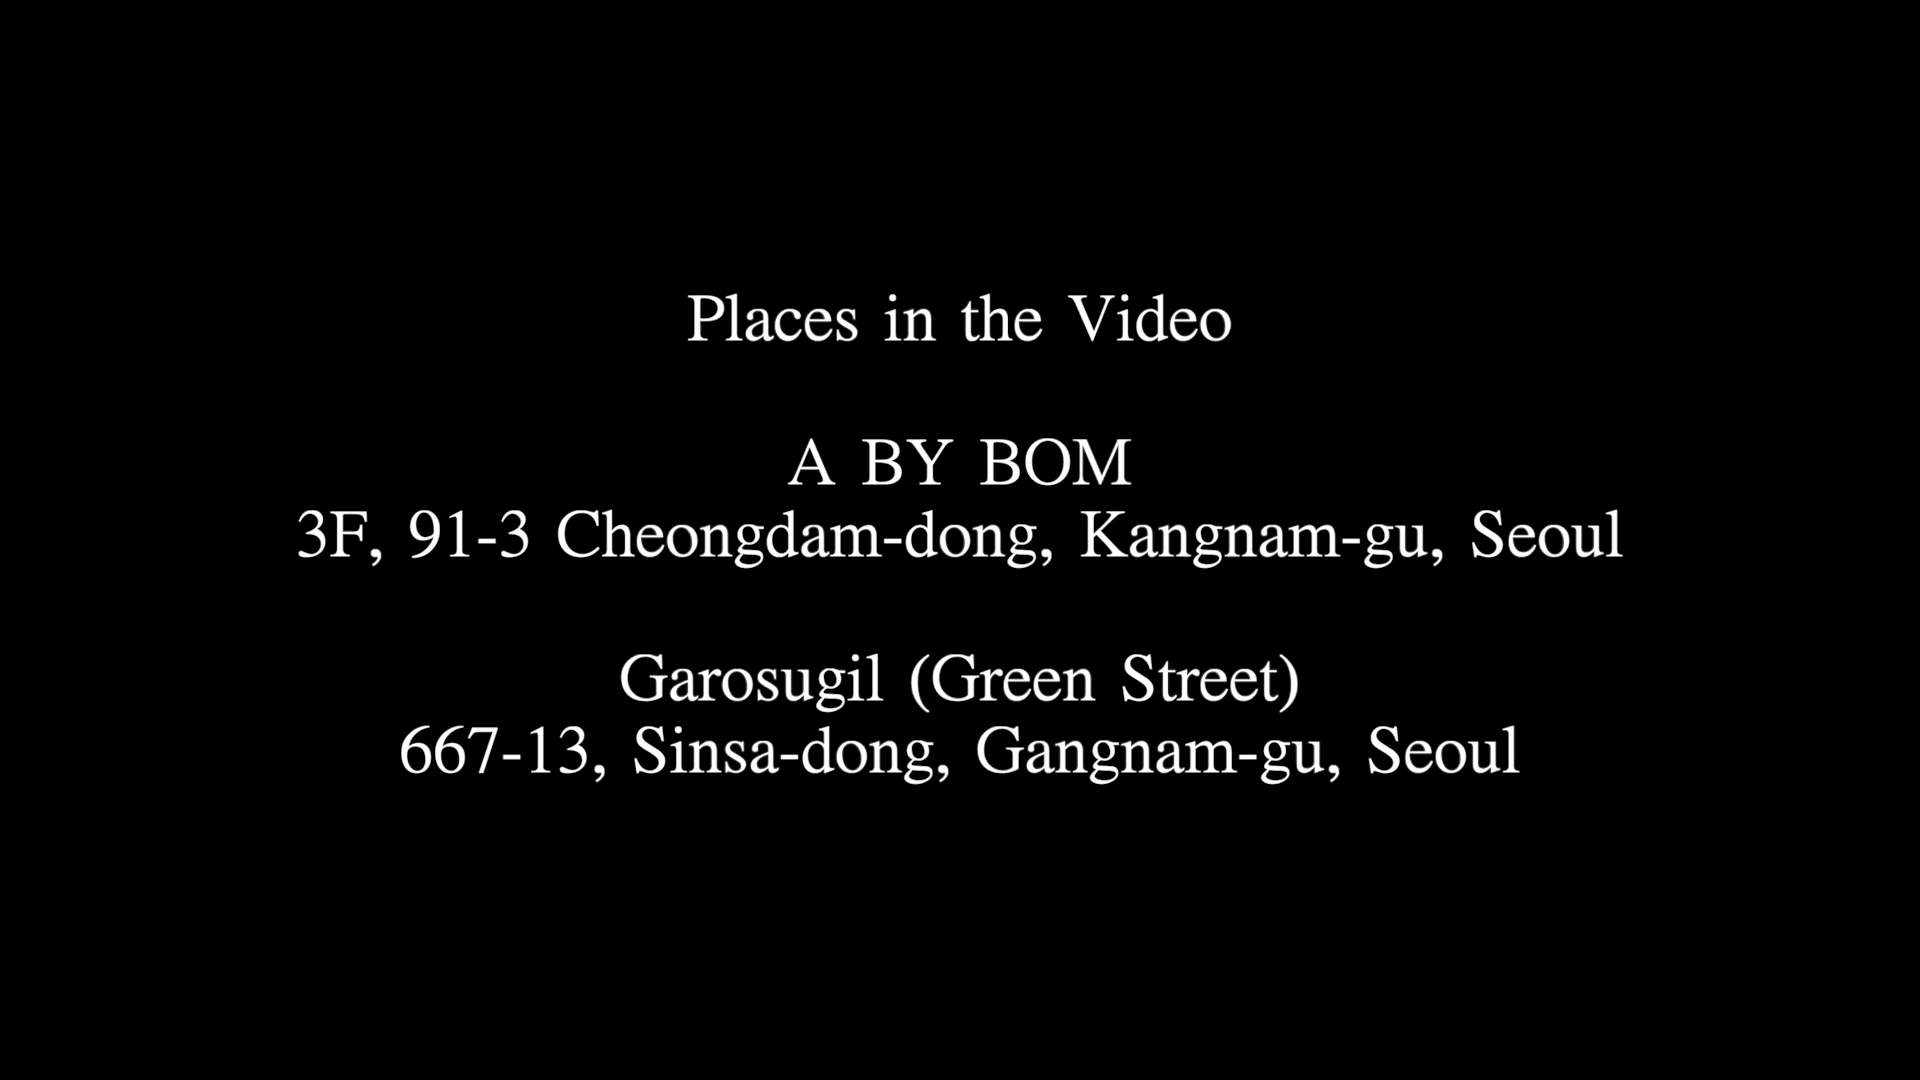 Places in the Video
A BY BOM
3F, 91-3 Cheongdam-dong, Kangnam-gu, Seoul
Garosugil (Green Street)
667-13, Sinsa-dong, Gangnam-gu, Seoul